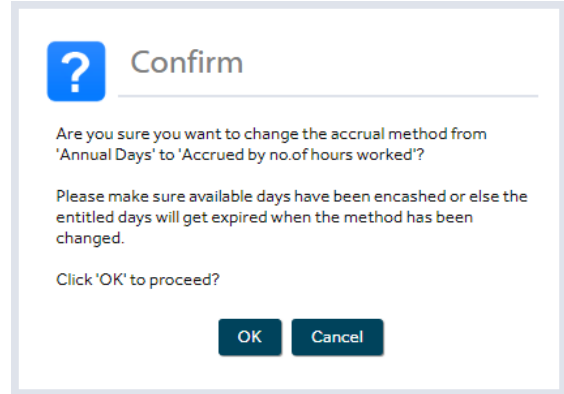 ?
Confirm
Are you sure you want to change the accrual method from
'Annual Days' to 'Accrued by no.of hours worked'?
Please make sure available days have been encashed or else the
entitled days will get expired when the method has been
changed.
Click 'OK' to proceed?
OK
Cancel